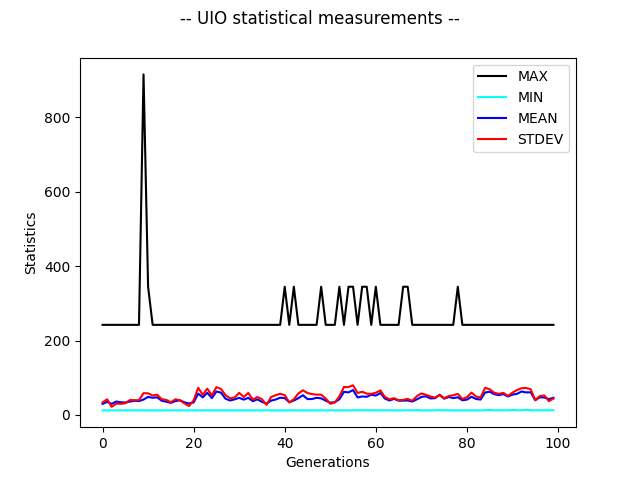 -- UIO statistical measurements --
MAX
MIN
MEAN
STDEV
800
600
400
200
0
Statistics
0 20 40 60 80 100
Generations